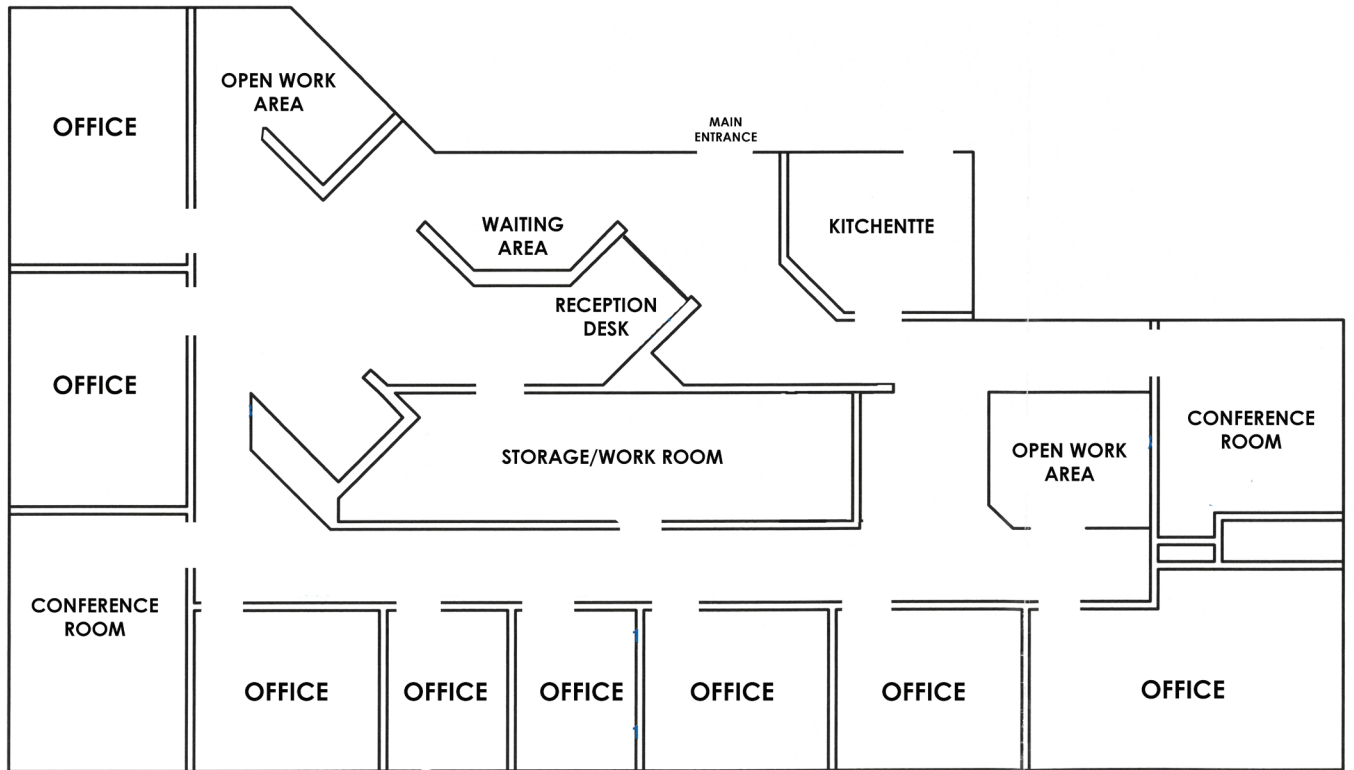 OPEN WORK
AREA
OFFICE
MAIN
ENTRANCE
WAITING
AREA
KITCHENTTE
RECEPTION
DESK
OFFICE
CONFERENCE
ROOM
OPEN WORK
AREA
STORAGE/WORK ROOM
CONFERENCE
ROOM
OFFICE
OFFICE
OFFICE
OFFICE
OFFICE
OFFICE